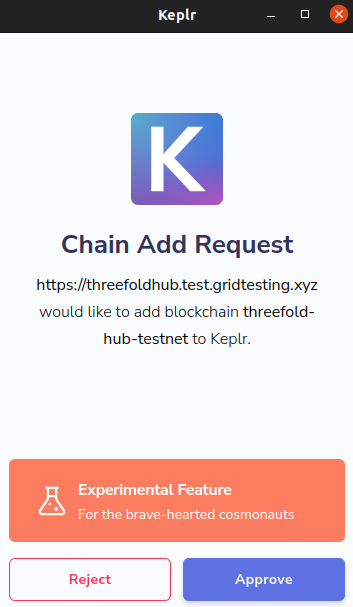 Keplr
K
Chain Add Request
https://threefoldhub.test.gridtesting.xyz
would like to add blockchain threefold-
hub-testnet to Keplr.
Experimental Feature
For the brave-hearted cosmonauts
Reject
Approve